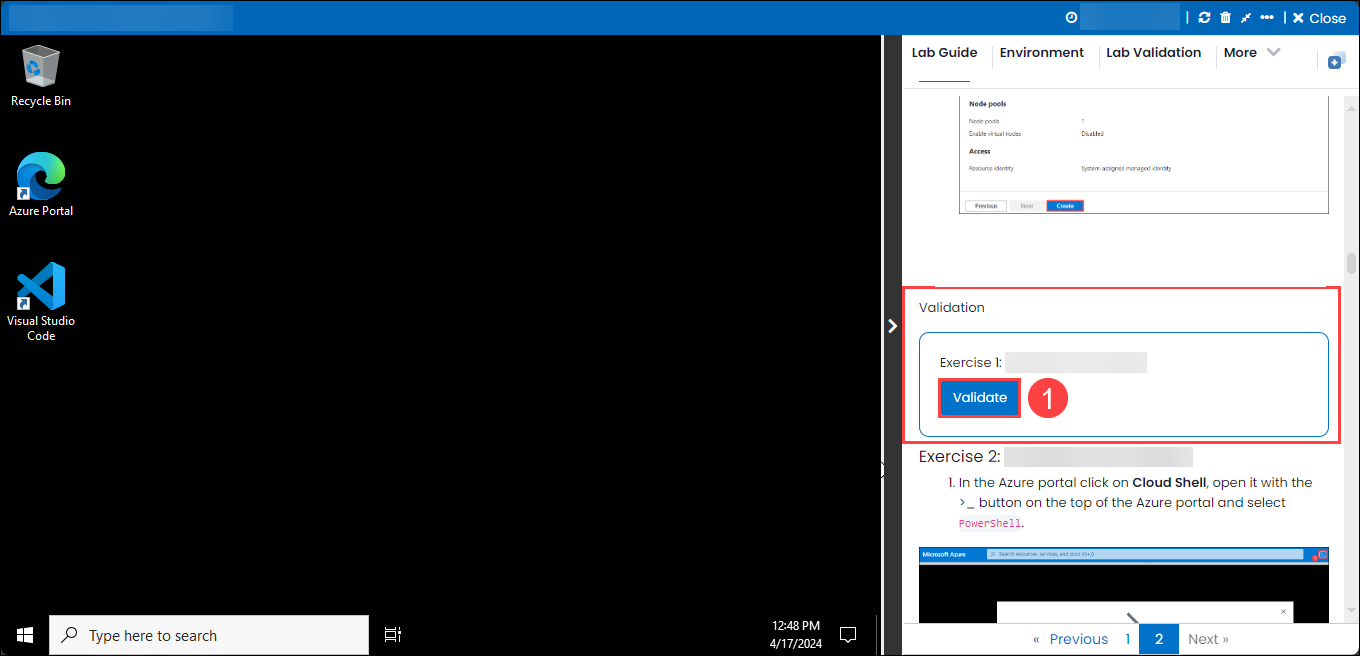 Close
Recycle Bin
Azure Portal
Visual Studio
Code
Type here to search
12:48 PM
4/17/2024
Lab Guide
Environment
Lab Validation
More
Node pools
Node pools 1
Enable virtual nodes Disabled
Access
Resource identity System-assigned managed identity
Previous
Next
Create
Validation
Exercise 1:
Validate
1
Exercise 2:
1. In the Azure portal click on Cloud Shell, open it with the
>_ button on the top of the Azure portal and select
PowerShell.
Microsoft Azure
Search resources, services, and docs (G+/)
« Previous 1 2 Next »